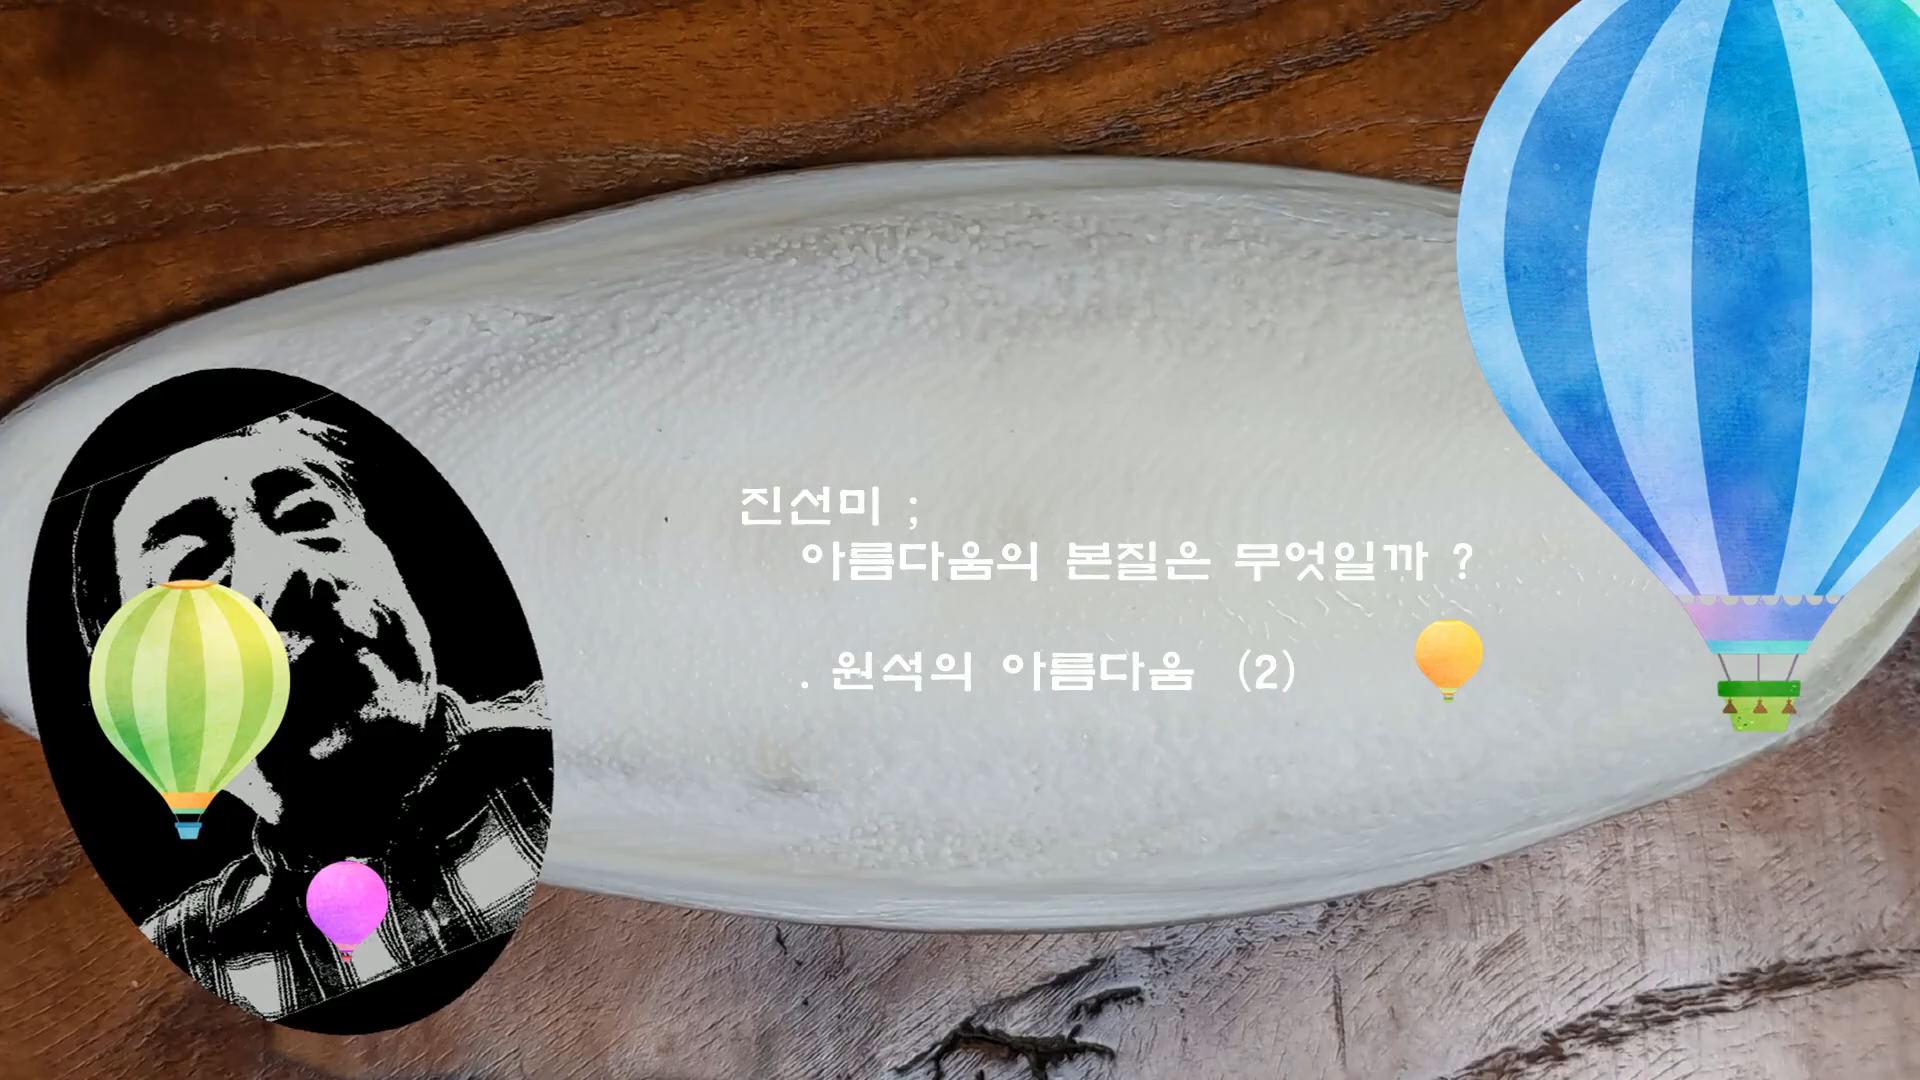 진선미 ;
아름다움의 본질은 무엇일까 ?
. 원석의 아름다움 (2)